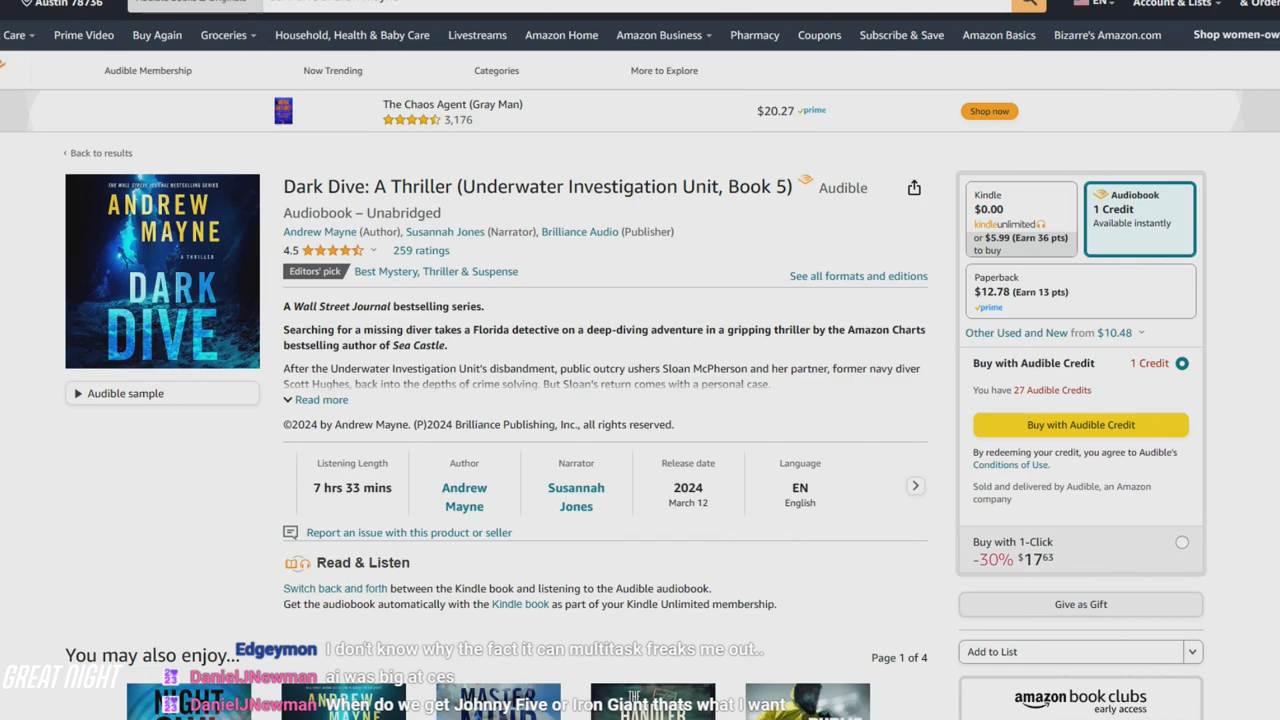 Austin 78736
EN
Account & Lists
& Orde
Care
Prime Video
Buy Again
Groceries
Household, Health & Baby Care
Livestreams
Amazon Home
Amazon Business
Pharmacy
Coupons
Subscribe & Save
Amazon Basics
Bizarre's Amazon.com
Shop women-ow
Audible Membership
Now Trending
Categories
More to Explore
The Chaos Agent (Gray Man)
3,176
$20.27 prime
Shop now
‹ Back to results
THE WALL STREET JOURNAL BESTSELLING SERIES
ANDREW
MAYNE
A THRILLER
DARK
DIVE
Audible sample
Dark Dive: A Thriller (Underwater Investigation Unit, Book 5) Audible
Audiobook – Unabridged
Andrew Mayne (Author), Susannah Jones (Narrator), Brilliance Audio (Publisher)
4.5 259 ratings
Editors' pick Best Mystery, Thriller & Suspense
See all formats and editions
A Wall Street Journal bestselling series.
Searching for a missing diver takes a Florida detective on a deep-diving adventure in a gripping thriller by the Amazon Charts
bestselling author of Sea Castle.
After the Underwater Investigation Unit's disbandment, public outcry ushers Sloan McPherson and her partner, former navy diver
Scott Hughes, back into the depths of crime solving. But Sloan's return comes with a personal case.
Read more
©2024 by Andrew Mayne. (P)2024 Brilliance Publishing, Inc., all rights reserved.
Listening Length
7 hrs 33 mins
Author
Andrew
Mayne
Narrator
Susannah
Jones
Release date
2024
March 12
Language
EN
English
Report an issue with this product or seller
Read & Listen
Switch back and forth between the Kindle book and listening to the Audible audiobook.
Get the audiobook automatically with the Kindle book as part of your Kindle Unlimited membership.
Kindle
$0.00
kindleunlimited
or $5.99 (Earn 36 pts)
to buy
Audiobook
1 Credit
Available instantly
Paperback
$12.78 (Earn 13 pts)
prime
Other Used and New from $10.48
Buy with Audible Credit 1 Credit
You have 27 Audible Credits
Buy with Audible Credit
By redeeming your credit, you agree to Audible's
Conditions of Use.
Sold and delivered by Audible, an Amazon
company
Buy with 1-Click
-30% $17.63
Give as Gift
Add to List
amazon book clubs
early access
You may also enjoy...
Page 1 of 4
Edgeymon I don't know why the fact it can multitask freaks me out..
DanielJNewman ai was big at ces
DanielJNewman When do we get Johnny Five or Iron Giant thats what I want
GREAT NIGHT